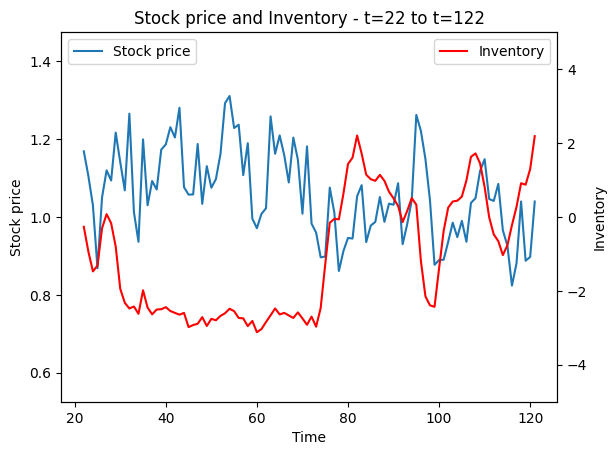 Stock price and Inventory - t=22 to t=122
Stock price
Inventory
1.4
1.2
1.0
0.8
0.6
Stock price
4
2
0
−2
−4
Inventory
20
40
60
80
100
120
Time